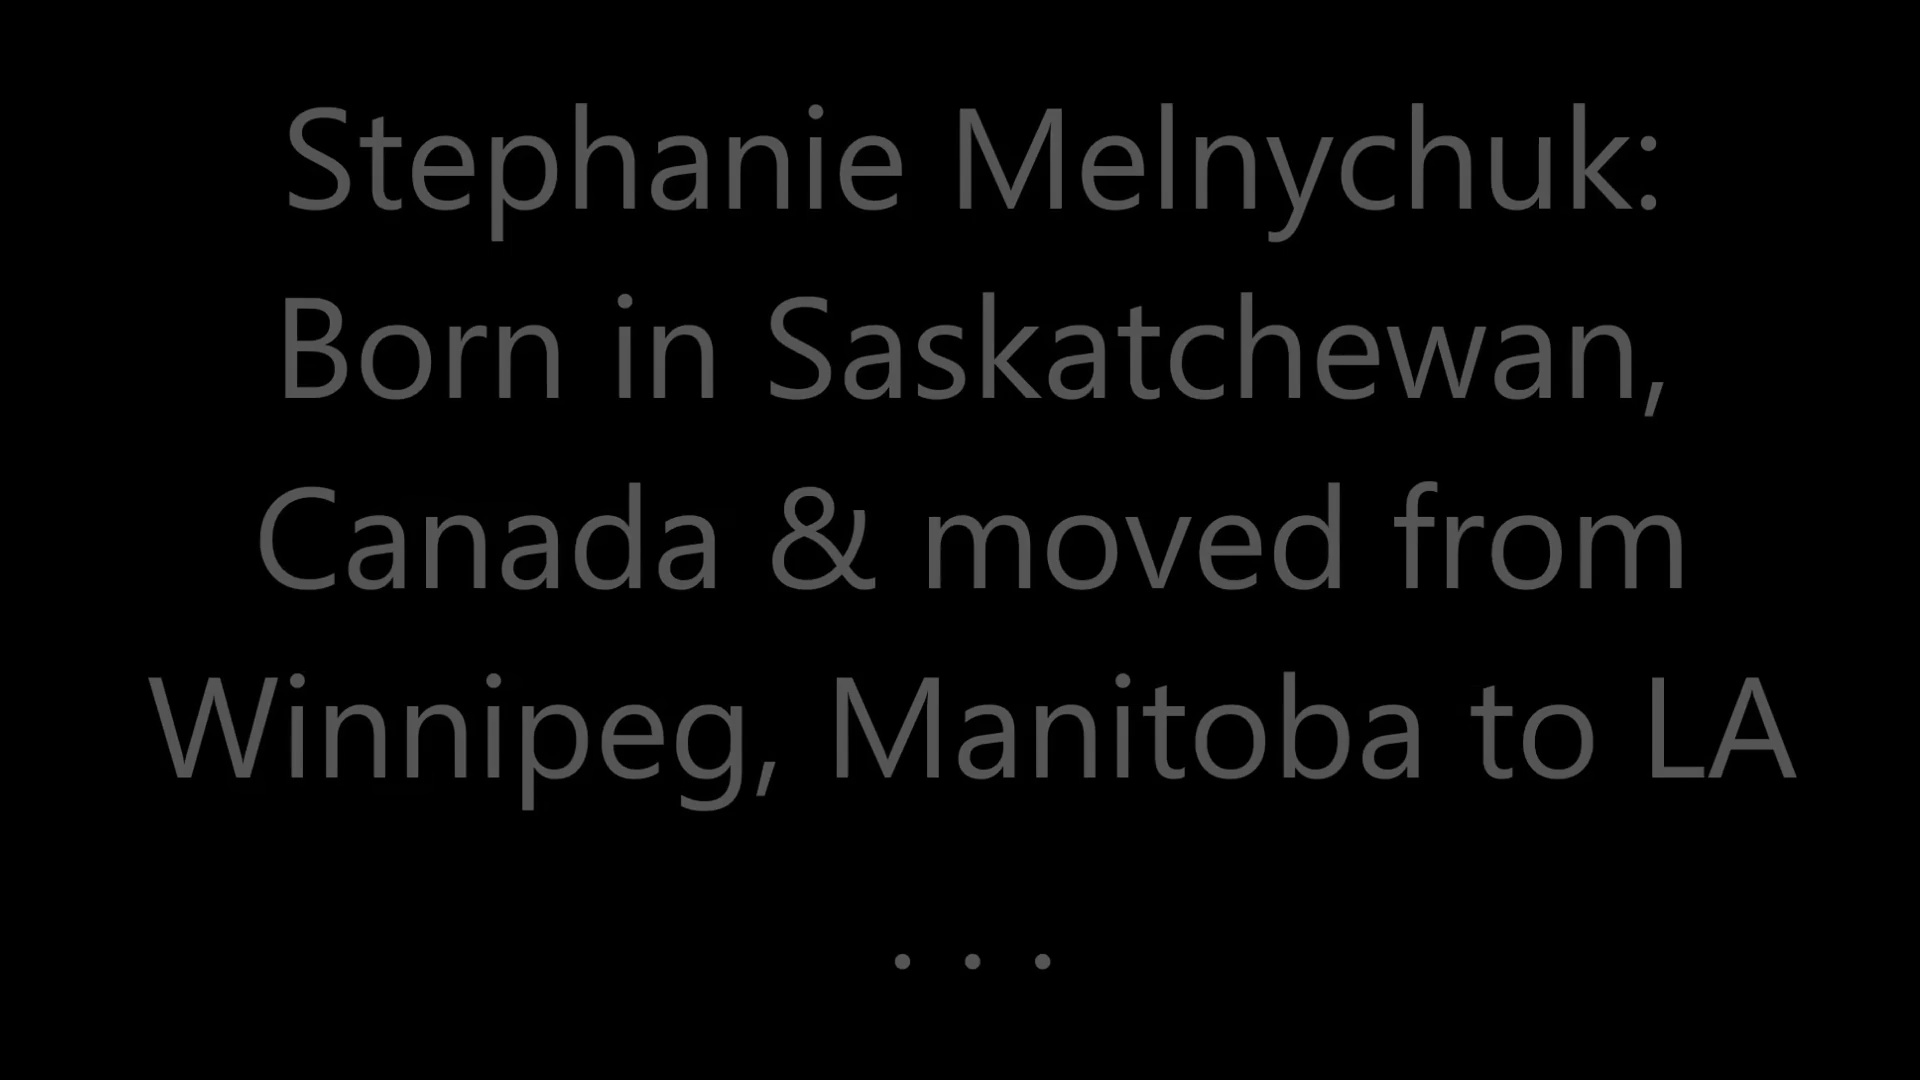 Stephanie Melnychuk:
Born in Saskatchewan,
Canada & moved from
Winnipeg, Manitoba to LA
. . .